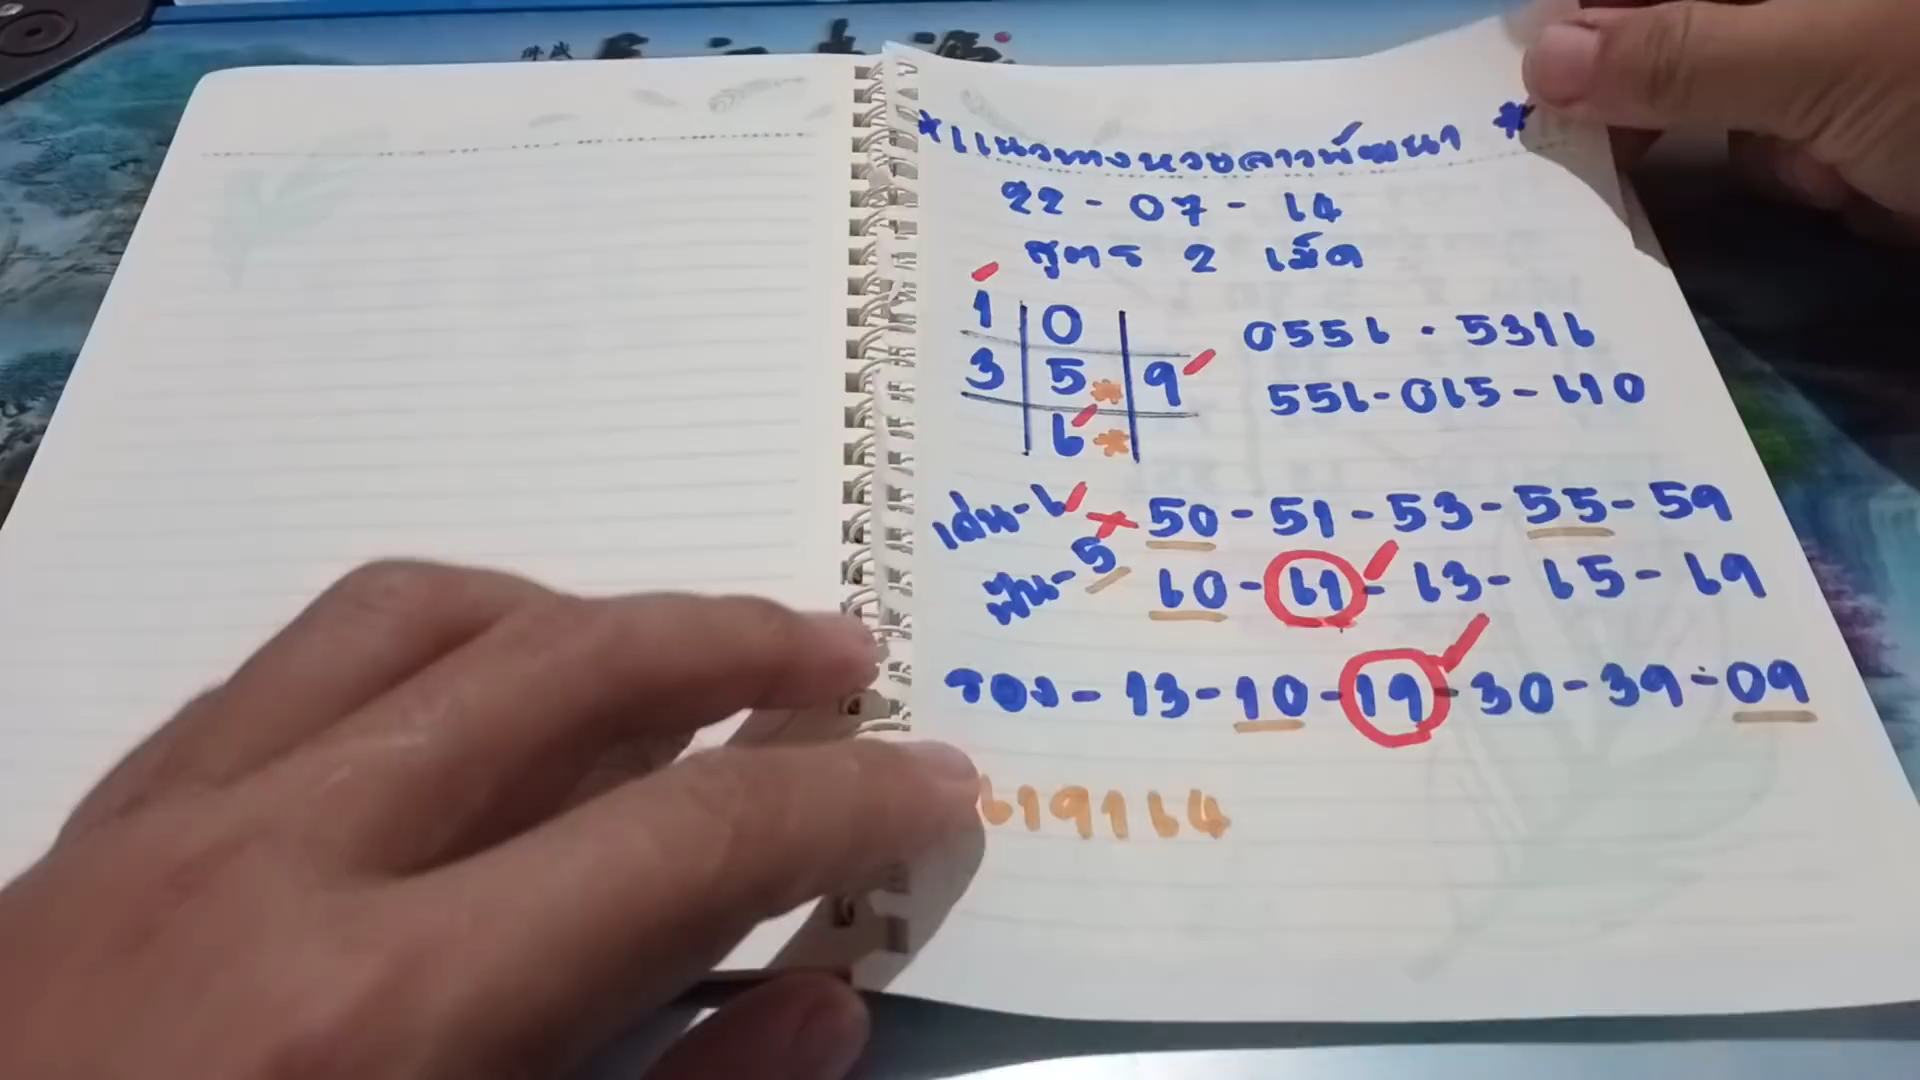 *แนวทางหวยลาวพัฒนา*
22 - 07 - 64
สูตร 2 เม็ด
1 0
3 5* 9
6*
0556 - 5316
556 - 065 - 610
เด่น - 6 50 - 51 - 53 - 55 - 59
ฟัน - 5 60 - 61 - 63 - 65 - 69
รอง - 13 - 10 - 19 - 30 - 39 - 09
619164